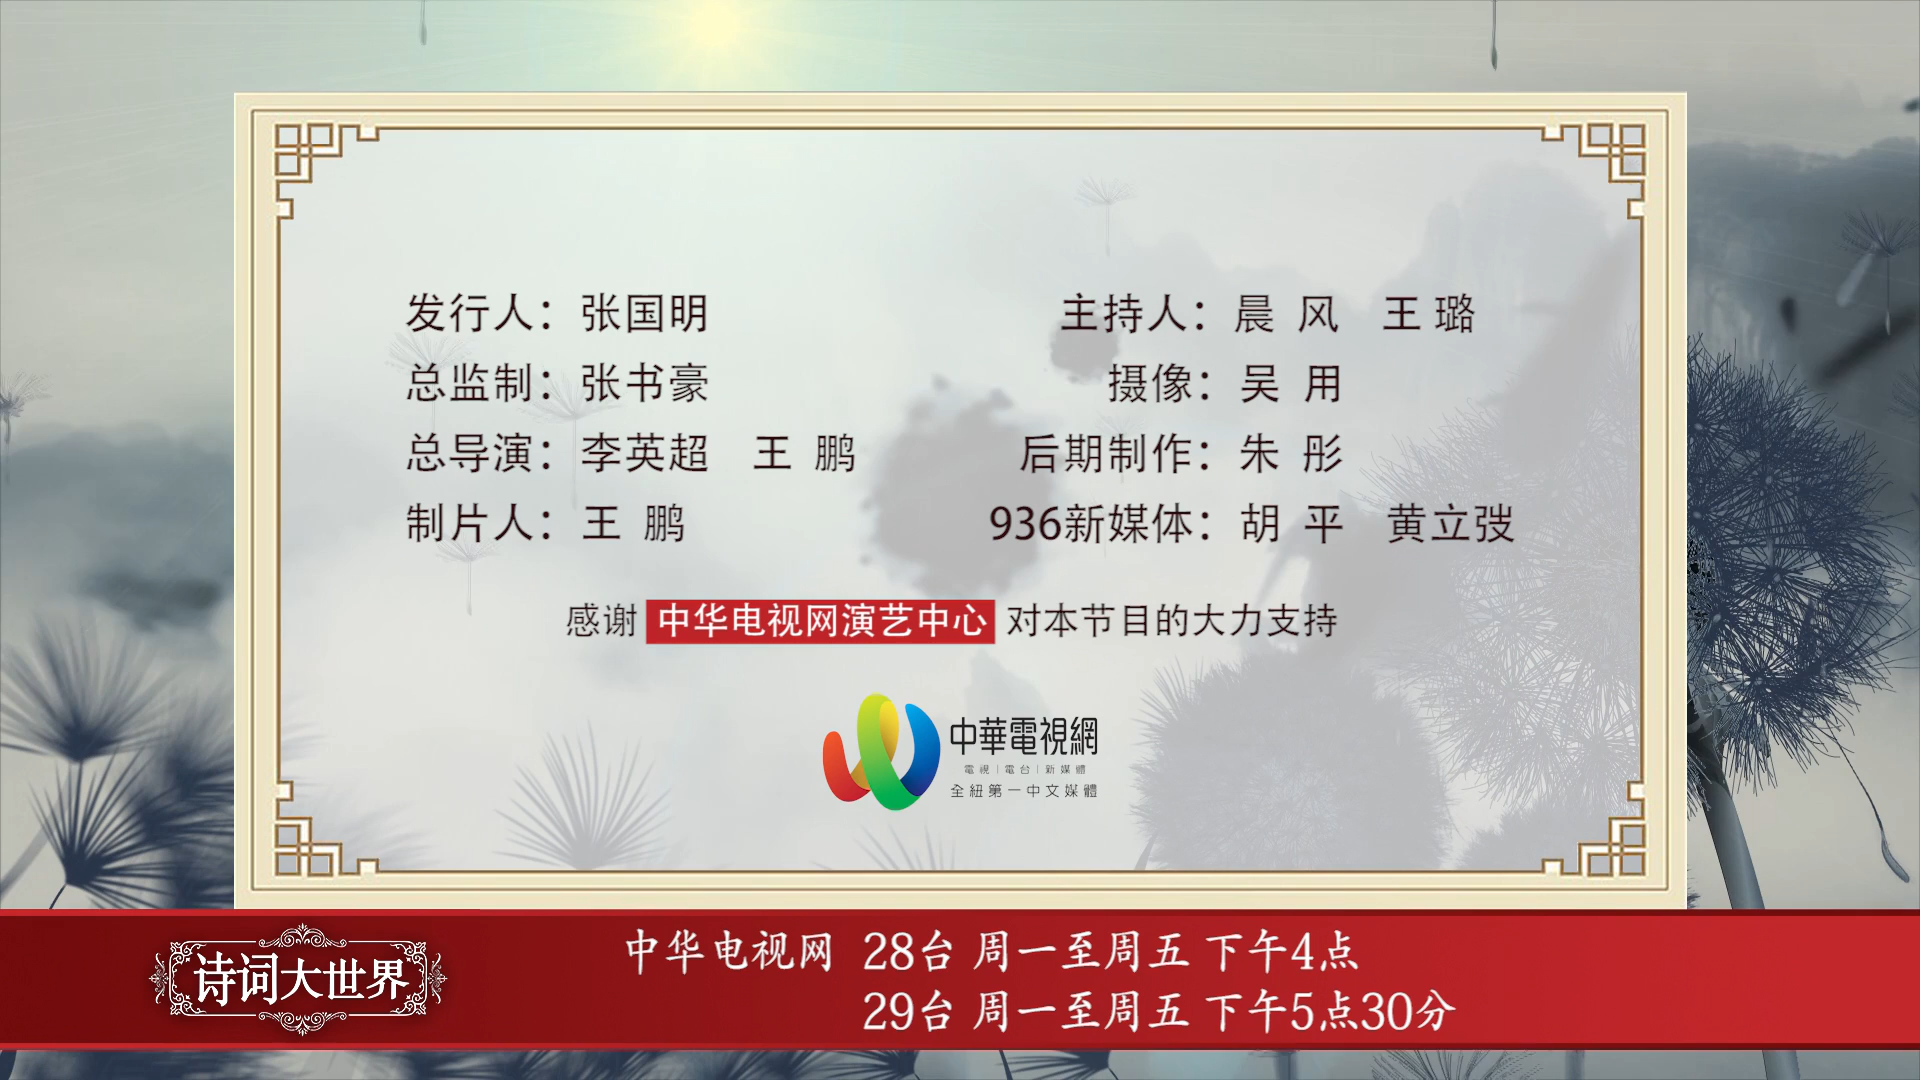 发行人：张国明
总监制：张书豪
总导演：李英超 王 鹏
制片人：王 鹏
主持人：晨 风 王 璐
摄像：吴 用
后期制作：朱 彤
936新媒体：胡 平 黄立弢
感谢 中华电视网演艺中心 对本节目的大力支持
中華電視網
電視|電台|新媒體
全紐第一中文媒體
诗词大世界
中华电视网 28台 周一至周五 下午4点
29台 周一至周五 下午5点30分